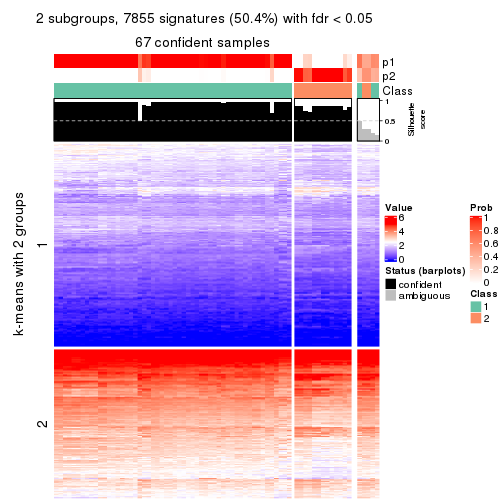 2 subgroups, 7855 signatures (50.4%) with fdr < 0.05
67 confident samples
p1
p2
Class
1
0.5
0
Silhouette
score
k-means with 2 groups
1
2
Value
6
4
2
0
Status (barplots)
confident
ambiguous
Prob
1
0.8
0.6
0.4
0.2
0
Class
1
2